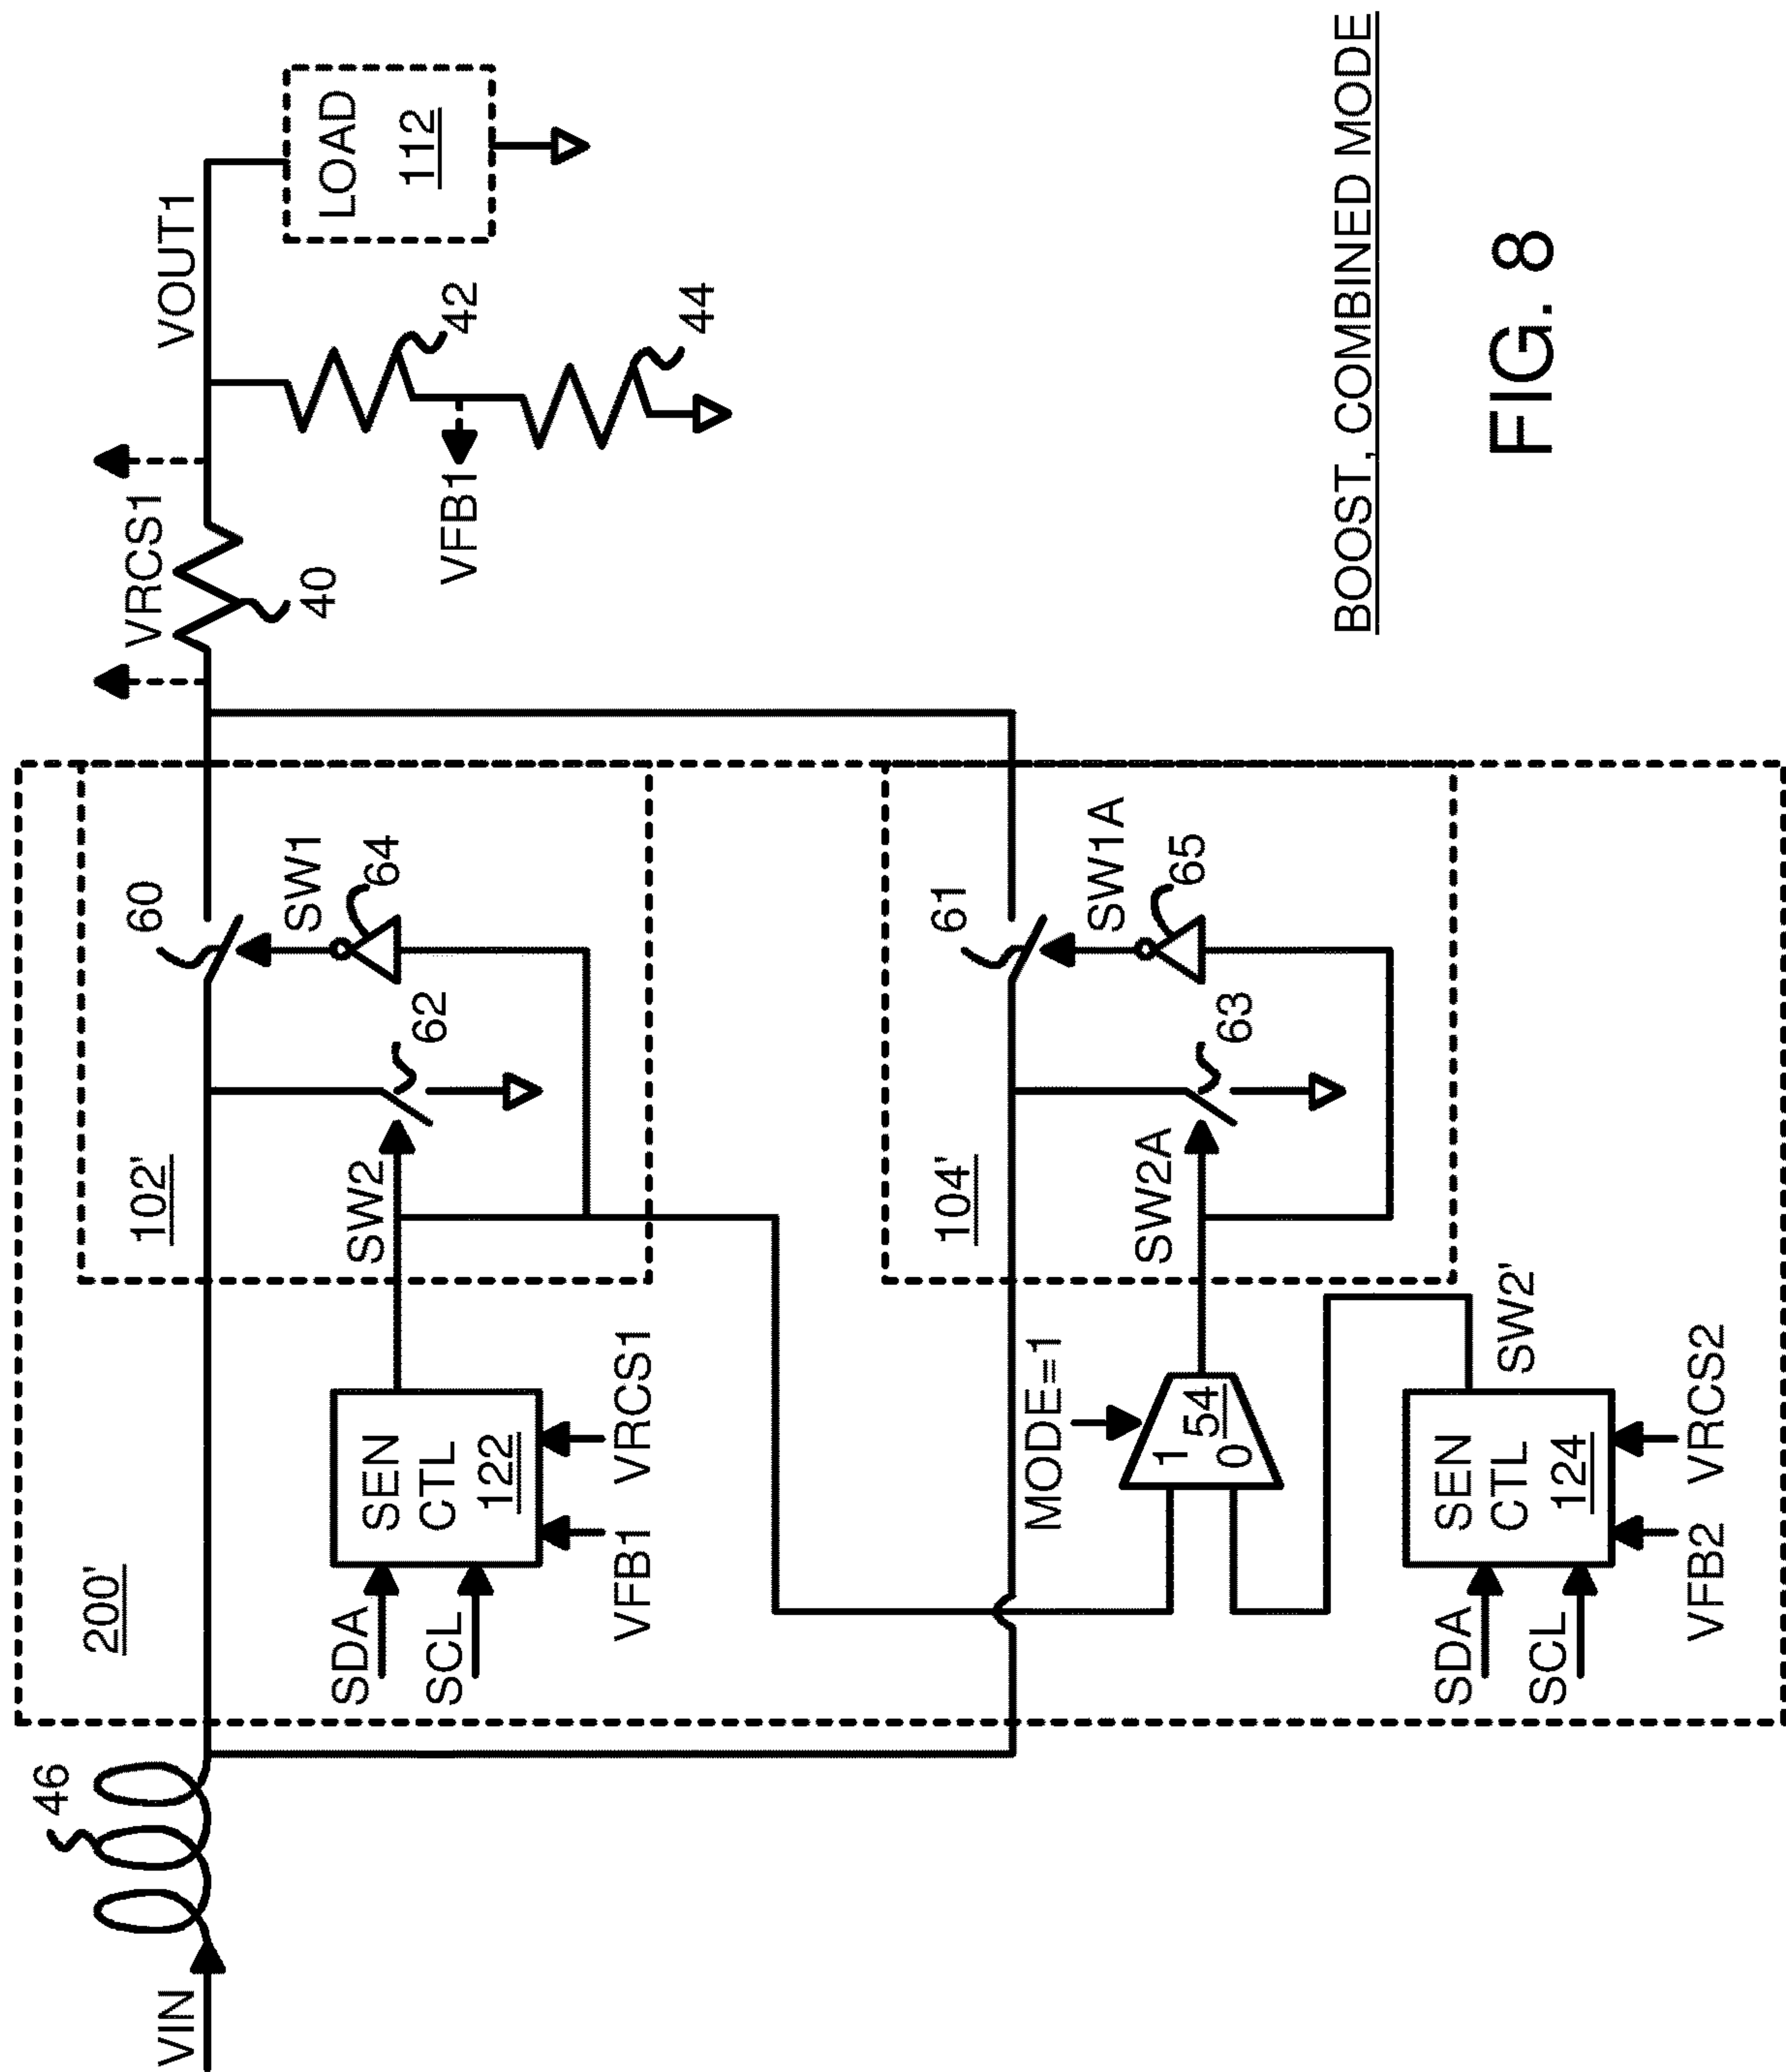 VIN
46
200'
102'
60
SW1
64
62
SW2
SEN
CTL
122
SDA
SCL
VFB1
VRCS1
VRCS1
40
VOUT1
LOAD
112
42
VFB1
44
104'
61
SW1A
65
63
SW2A
MODE=1
1
54
0
SW2'
SEN
CTL
124
SDA
SCL
VFB2
VRCS2
BOOST, COMBINED MODE
FIG. 8